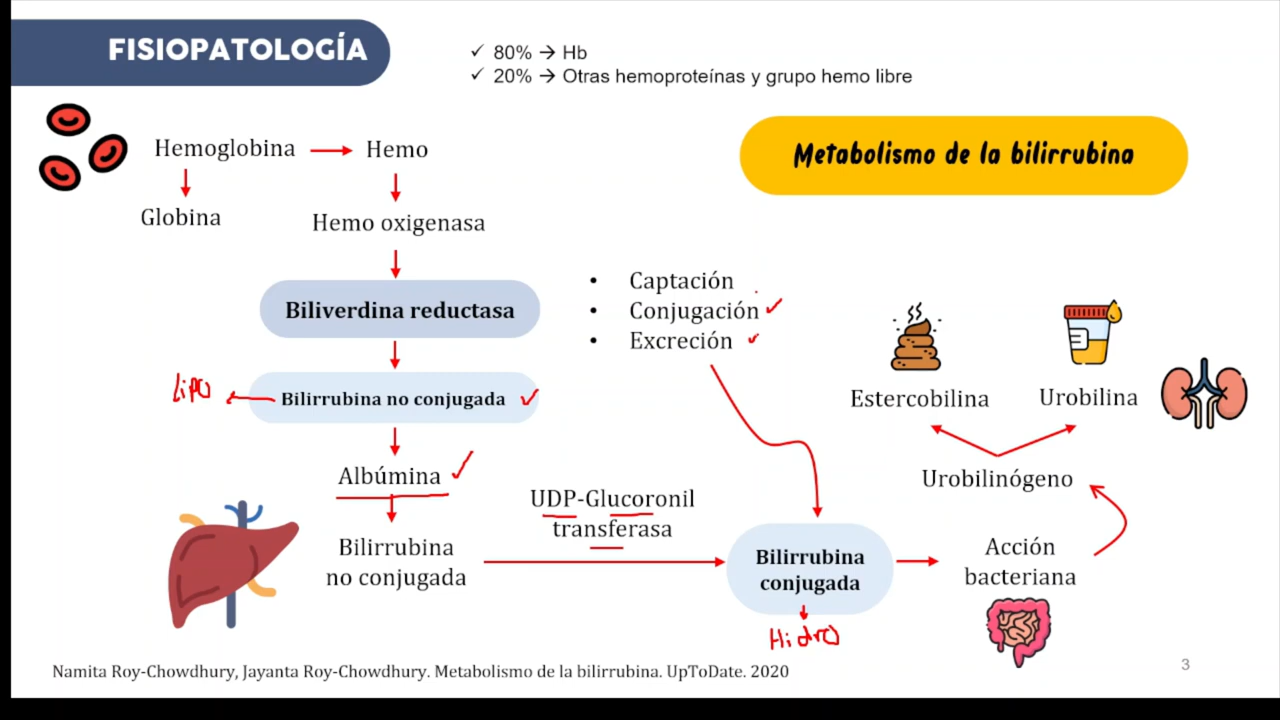 FISIOPATOLOGÍA
✓ 80% → Hb
✓ 20% → Otras hemoproteínas y grupo hemo libre
Metabolismo de la bilirrubina
Hemoglobina → Hemo
Globina
Hemo oxigenasa
Biliverdina reductasa
• Captación
• Conjugación
• Excreción
LiPO
Bilirrubina no conjugada
Albúmina
Bilirrubina
no conjugada
UDP-Glucoronil
transferasa
Bilirrubina
conjugada
Hidro
Acción
bacteriana
Urobilinógeno
Estercobilina
Urobilina
Namita Roy-Chowdhury, Jayanta Roy-Chowdhury. Metabolismo de la bilirrubina. UpToDate. 2020
3